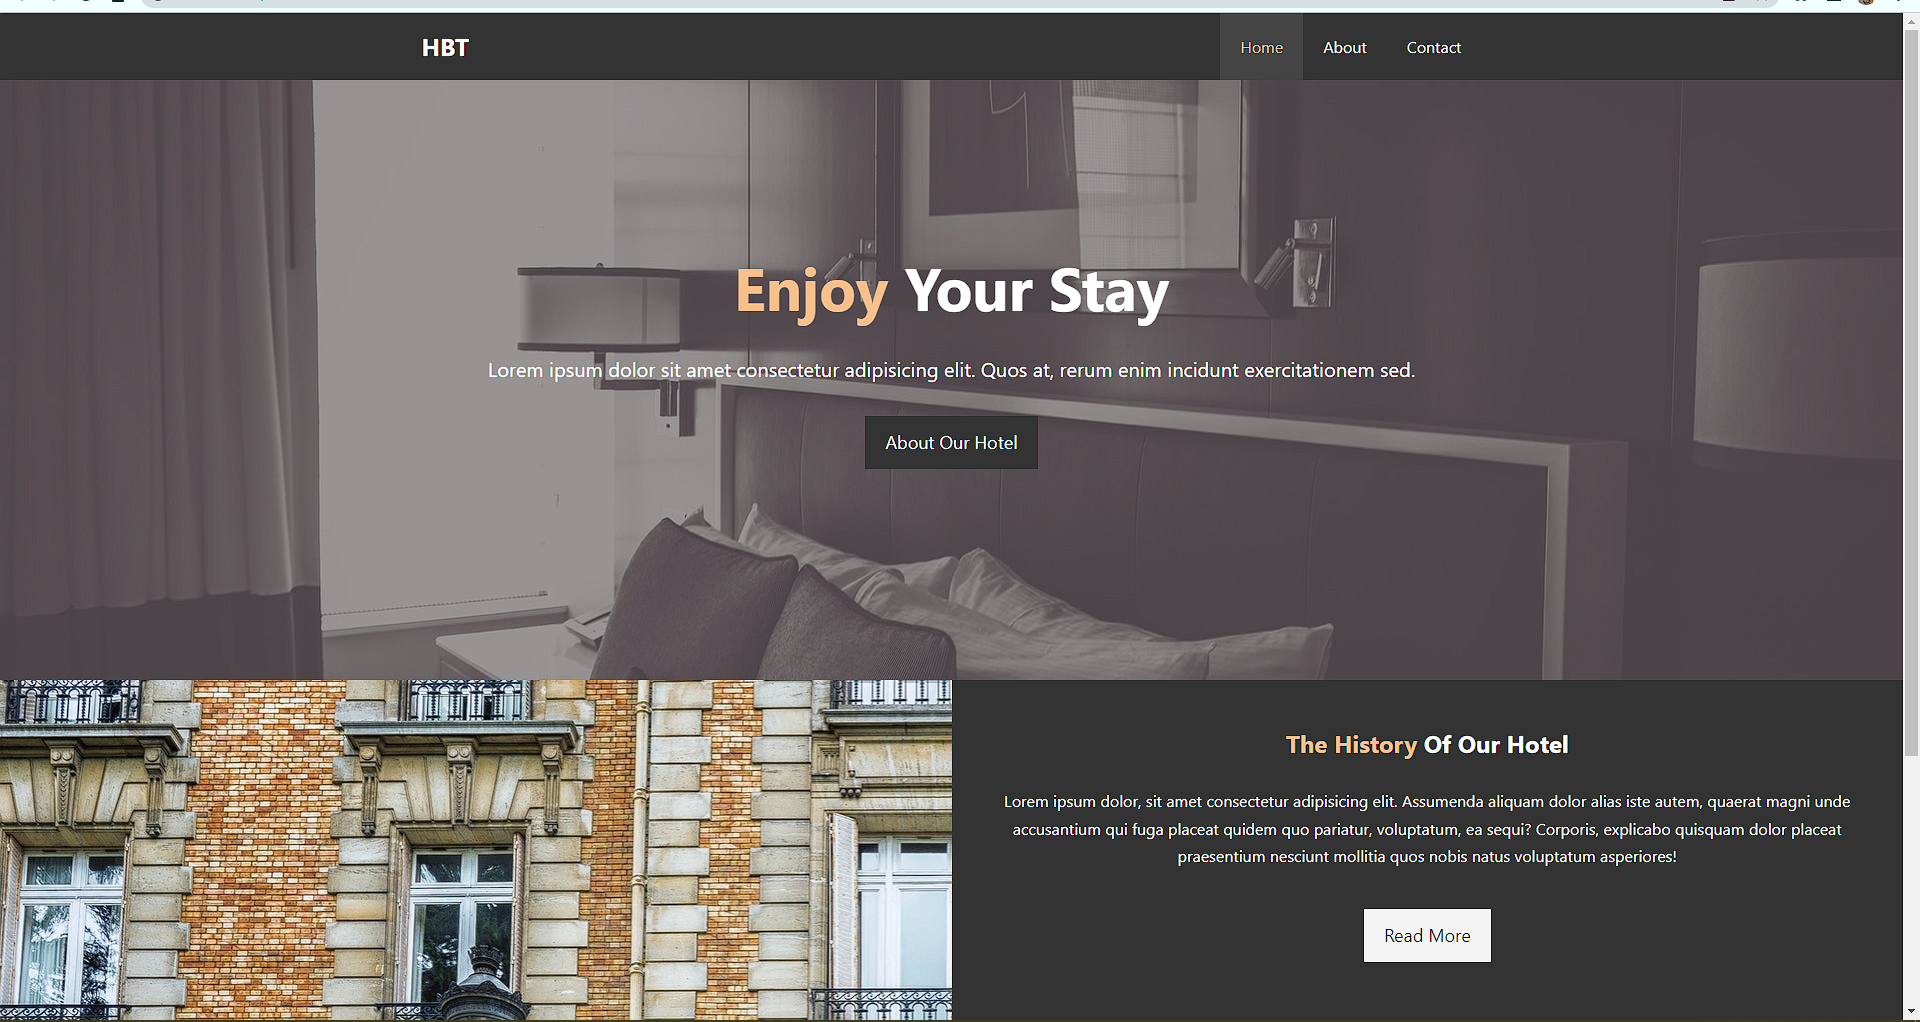 HBT
Home About Contact
Enjoy Your Stay
Lorem ipsum dolor sit amet consectetur adipisicing elit. Quos at, rerum enim incidunt exercitationem sed.
About Our Hotel
The History Of Our Hotel
Lorem ipsum dolor, sit amet consectetur adipisicing elit. Assumenda aliquam dolor alias iste autem, quaerat magni unde
accusantium qui fuga placeat quidem quo pariatur, voluptatum, ea sequi? Corporis, explicabo quisquam dolor placeat
praesentium nesciunt mollitia quos nobis natus voluptatum asperiores!
Read More